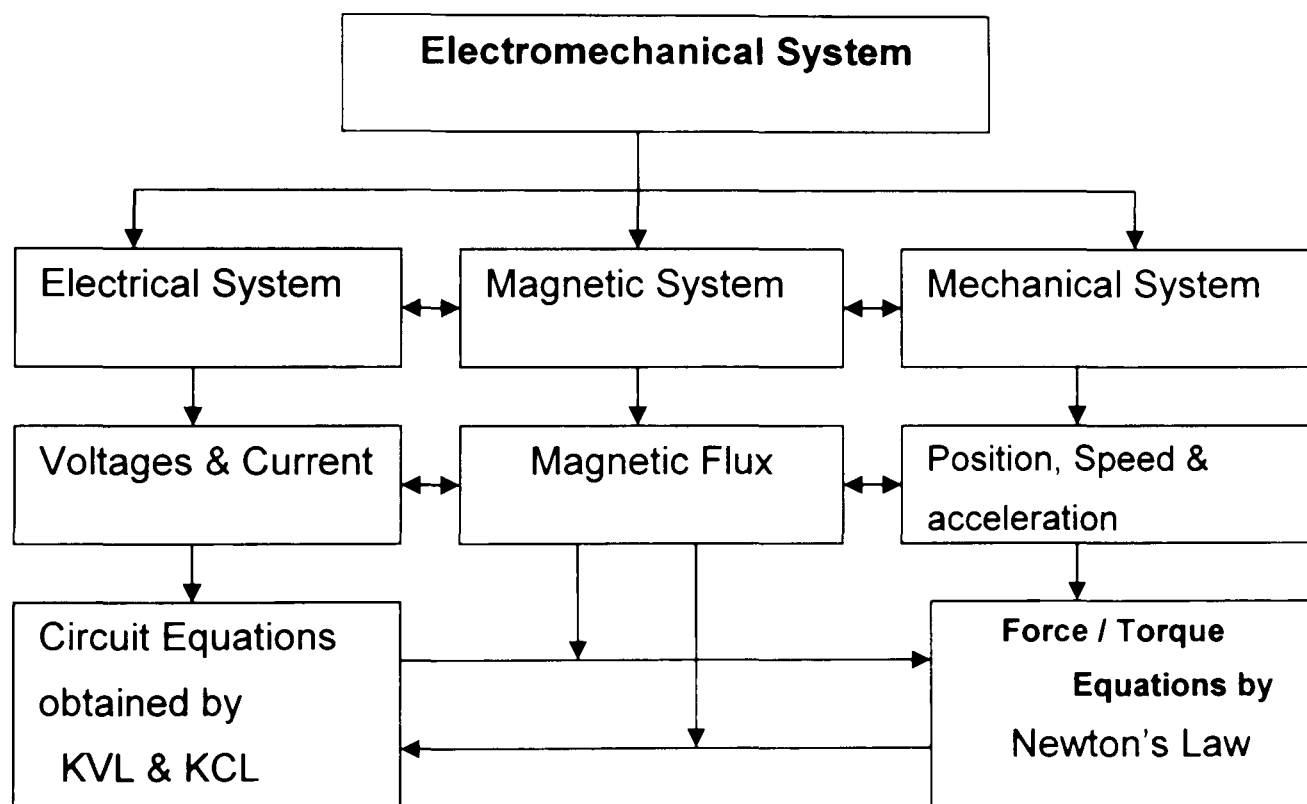 Electromechanical System
Electrical System
Magnetic System
Mechanical System
Voltages & Current
Magnetic Flux
Position, Speed &
acceleration
Circuit Equations
obtained by
KVL & KCL
Force / Torque
Equations by
Newton's Law